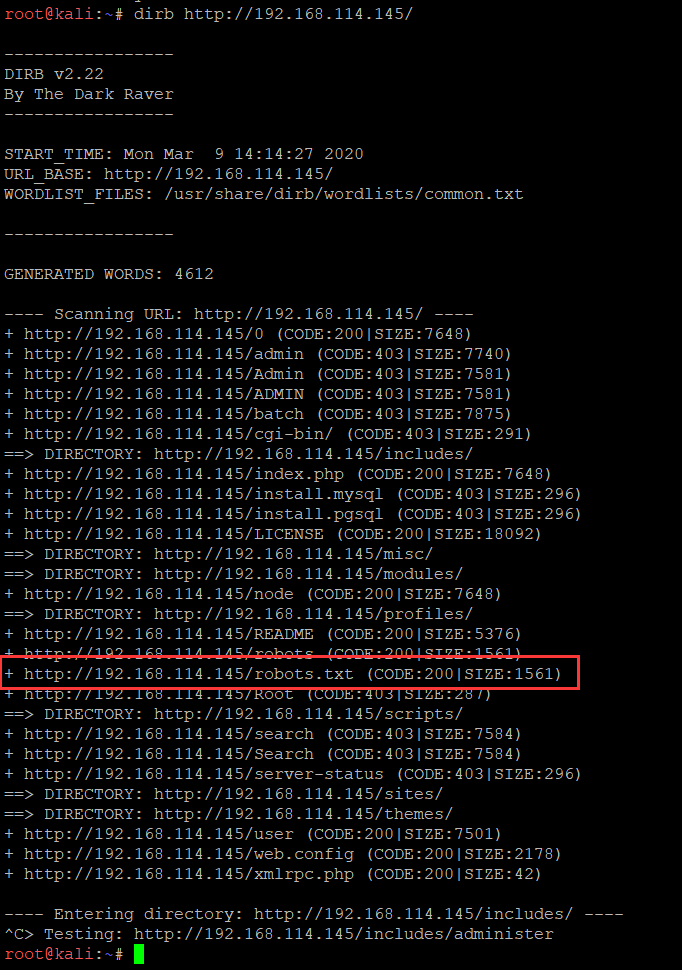 root@kali:~# dirb http://192.168.114.145/
-----------------
DIRB v2.22
By The Dark Raver
-----------------
START_TIME: Mon Mar  9 14:14:27 2020
URL_BASE: http://192.168.114.145/
WORDLIST_FILES: /usr/share/dirb/wordlists/common.txt
-----------------
GENERATED WORDS: 4612
---- Scanning URL: http://192.168.114.145/ ----
+ http://192.168.114.145/0 (CODE:200|SIZE:7648)
+ http://192.168.114.145/admin (CODE:403|SIZE:7740)
+ http://192.168.114.145/Admin (CODE:403|SIZE:7581)
+ http://192.168.114.145/ADMIN (CODE:403|SIZE:7581)
+ http://192.168.114.145/batch (CODE:403|SIZE:7875)
+ http://192.168.114.145/cgi-bin/ (CODE:403|SIZE:291)
==> DIRECTORY: http://192.168.114.145/includes/
+ http://192.168.114.145/index.php (CODE:200|SIZE:7648)
+ http://192.168.114.145/install.mysql (CODE:403|SIZE:296)
+ http://192.168.114.145/install.pgsql (CODE:403|SIZE:296)
+ http://192.168.114.145/LICENSE (CODE:200|SIZE:18092)
==> DIRECTORY: http://192.168.114.145/misc/
==> DIRECTORY: http://192.168.114.145/modules/
+ http://192.168.114.145/node (CODE:200|SIZE:7648)
==> DIRECTORY: http://192.168.114.145/profiles/
+ http://192.168.114.145/README (CODE:200|SIZE:5376)
+ http://192.168.114.145/robots (CODE:200|SIZE:1561)
+ http://192.168.114.145/robots.txt (CODE:200|SIZE:1561)
+ http://192.168.114.145/Root (CODE:403|SIZE:287)
==> DIRECTORY: http://192.168.114.145/scripts/
+ http://192.168.114.145/search (CODE:403|SIZE:7584)
+ http://192.168.114.145/Search (CODE:403|SIZE:7584)
+ http://192.168.114.145/server-status (CODE:403|SIZE:296)
==> DIRECTORY: http://192.168.114.145/sites/
==> DIRECTORY: http://192.168.114.145/themes/
+ http://192.168.114.145/user (CODE:200|SIZE:7501)
+ http://192.168.114.145/web.config (CODE:200|SIZE:2178)
+ http://192.168.114.145/xmlrpc.php (CODE:200|SIZE:42)
---- Entering directory: http://192.168.114.145/includes/ ----
^C> Testing: http://192.168.114.145/includes/administer
root@kali:~#